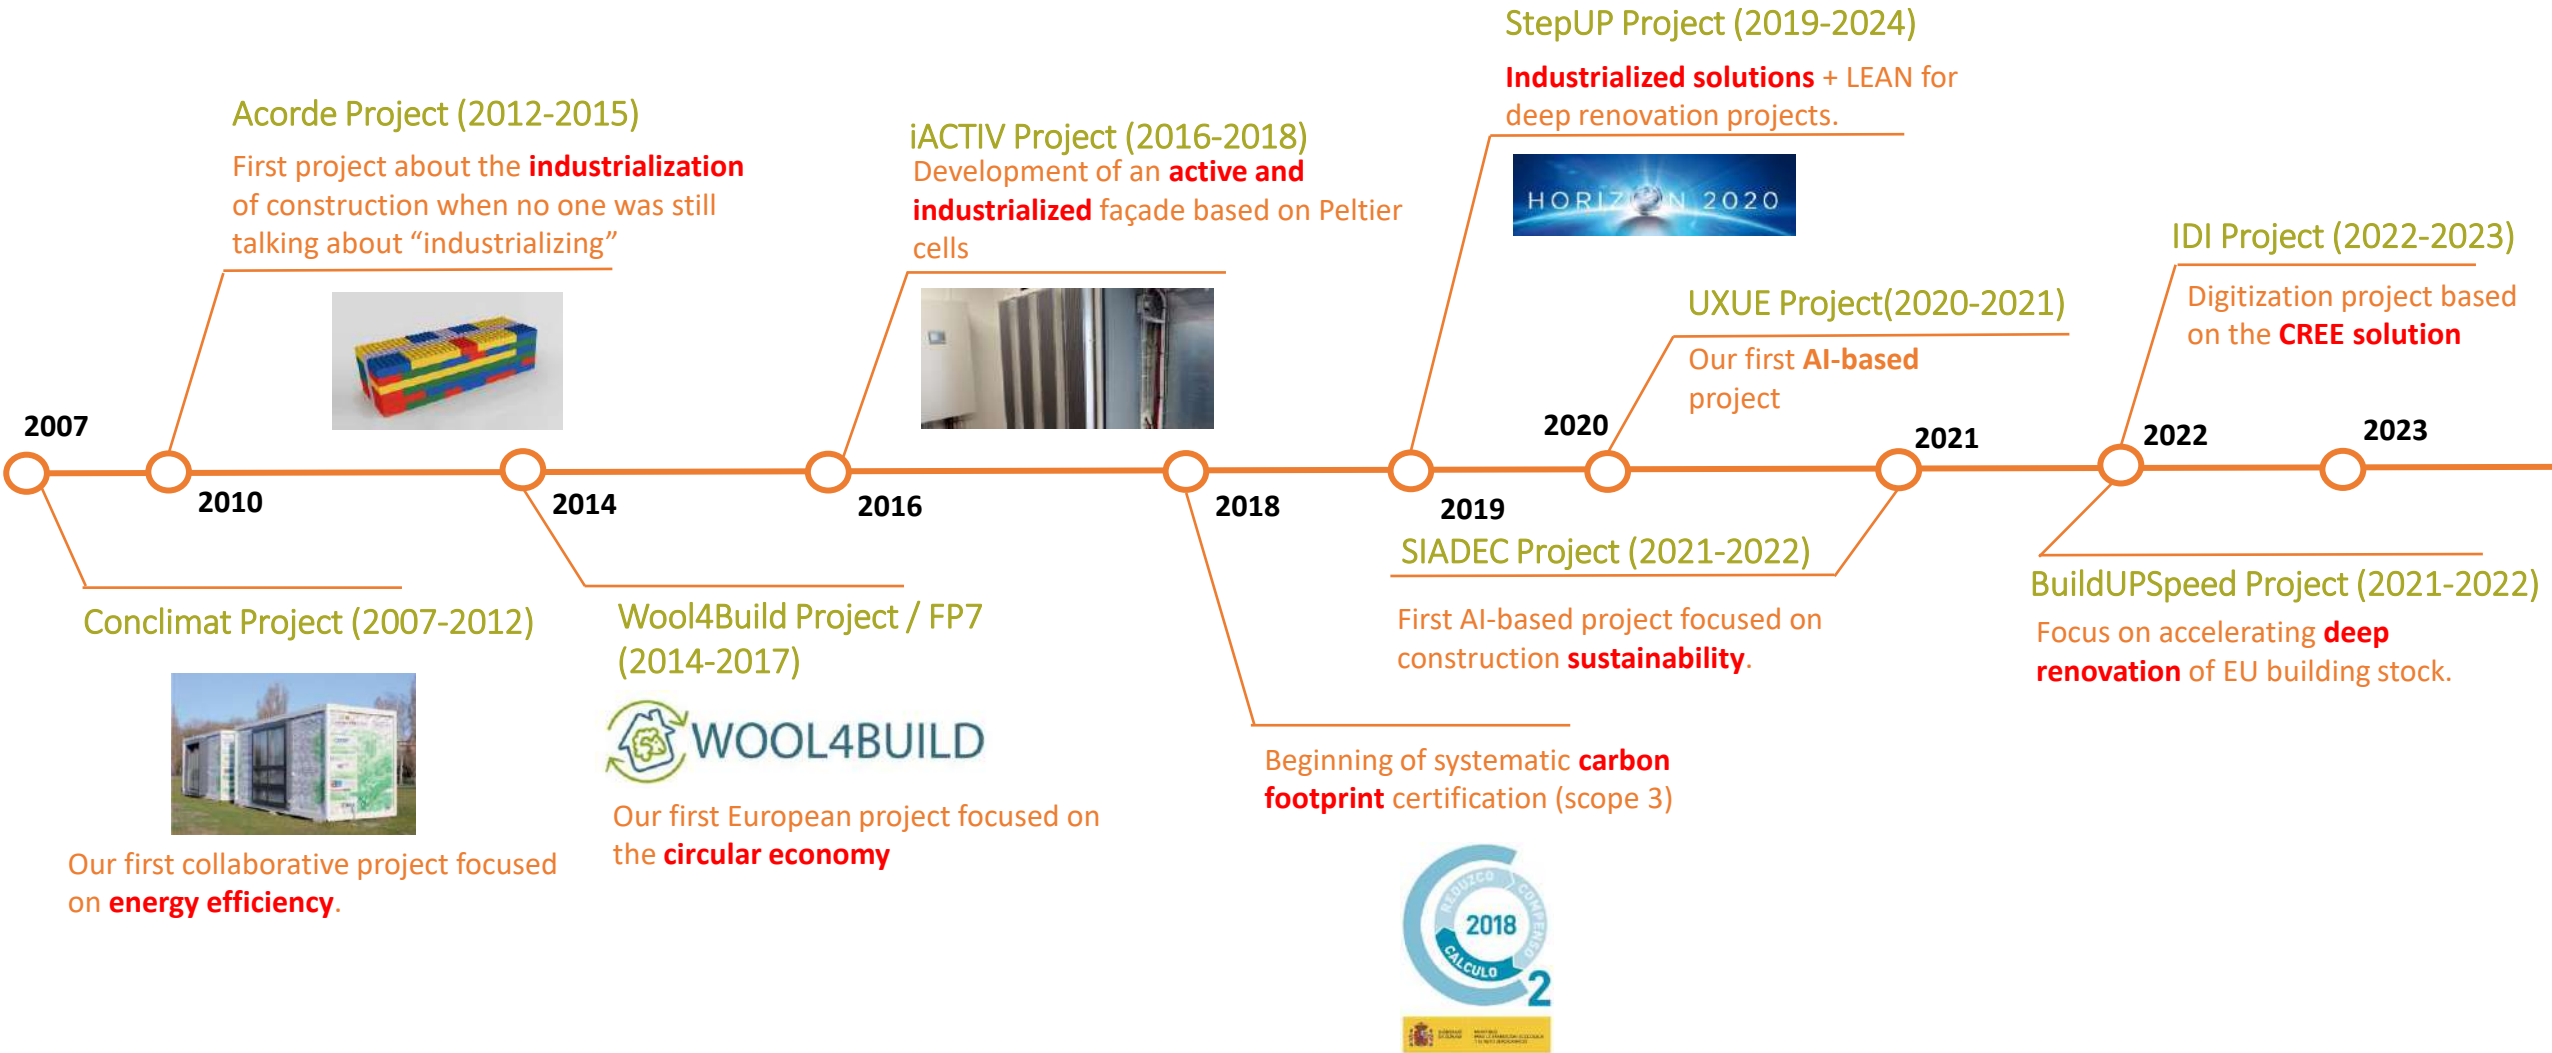 StepUP Project (2019-2024)
Industrialized solutions + LEAN for
deep renovation projects.
HORIZON 2020
Acorde Project (2012-2015)
First project about the industrialization
of construction when no one was still
talking about “industrializing”
iACTIV Project (2016-2018)
Development of an active and
industrialized façade based on Peltier
cells
IDI Project (2022-2023)
Digitization project based
on the CREE solution
UXUE Project(2020-2021)
Our first AI-based
project
2007
2010
2014
2016
2018
2019
2020
2021
2022
2023
Conclimat Project (2007-2012)
Our first collaborative project focused
on energy efficiency.
Wool4Build Project / FP7
(2014-2017)
WOOL4BUILD
Our first European project focused on
the circular economy
Beginning of systematic carbon
footprint certification (scope 3)
REDUZCO
COMPENSO
2018
CALCULO
2
SIADEC Project (2021-2022)
First AI-based project focused on
construction sustainability.
BuildUPSpeed Project (2021-2022)
Focus on accelerating deep
renovation of EU building stock.